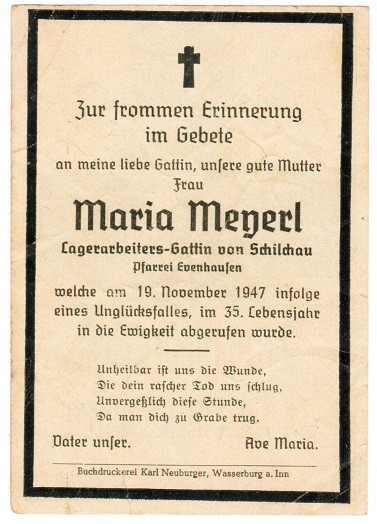 Zur frommen Erinnerung
im Gebete
an meine liebe Gattin, unsere gute Mutter
Frau
Maria Meyerl
Lagerarbeiters-Gattin von Schilchau
Pfarrei Evenhausen
welche am 19. November 1947 infolge
eines Unglücksfalles, im 35. Lebensjahr
in die Ewigkeit abgerufen wurde.
Unheilbar ist uns die Wunde,
Die dein rascher Tod uns schlug,
Unvergeßlich diese Stunde,
Da man dich zu Grabe trug.
Vater unser. Ave Maria.
Buchdruckerei Karl Neuburger, Wasserburg a. Inn